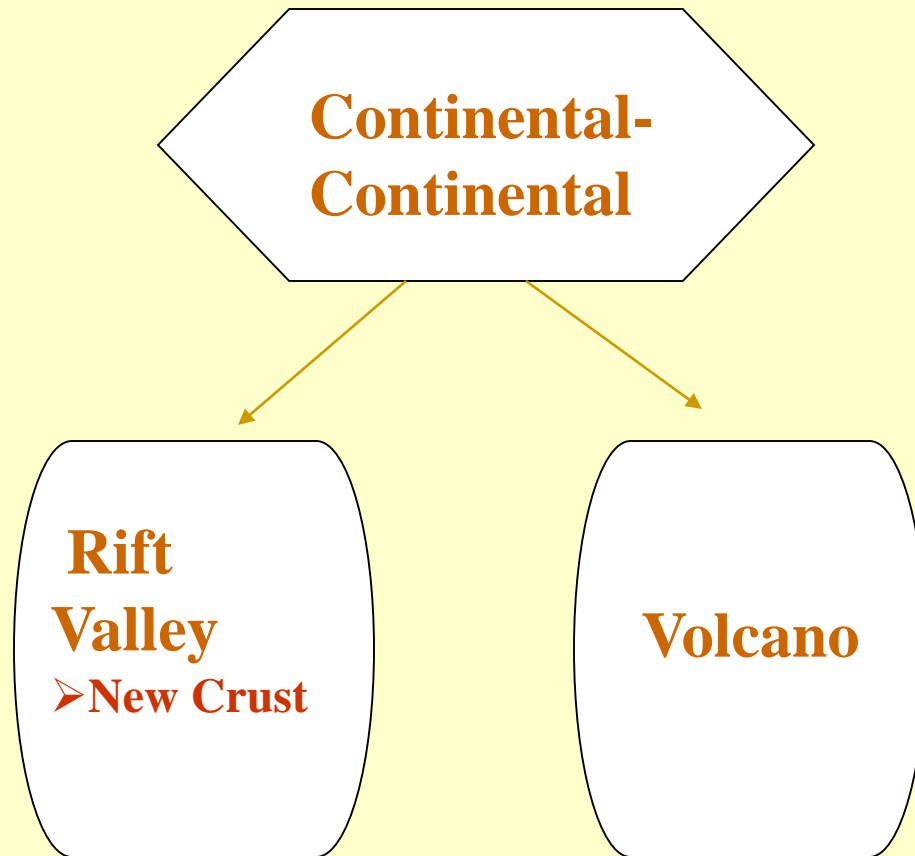 Continental-
Continental
Rift
Valley
➢New Crust
Volcano